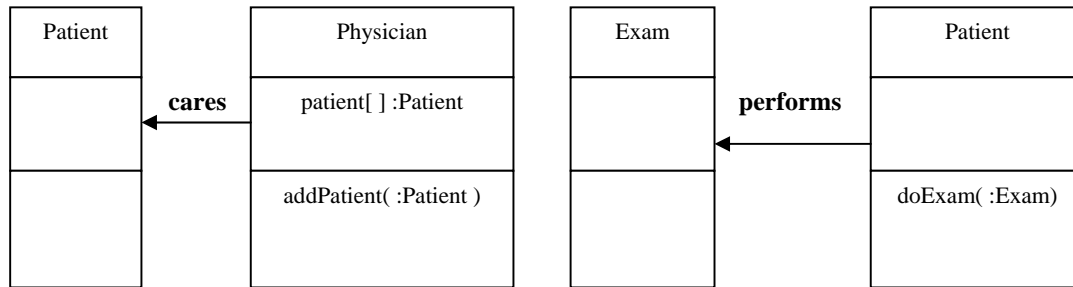 Patient
Physician
cares
patient[ ] :Patient
addPatient( :Patient )
Exam
Patient
performs
doExam( :Exam)